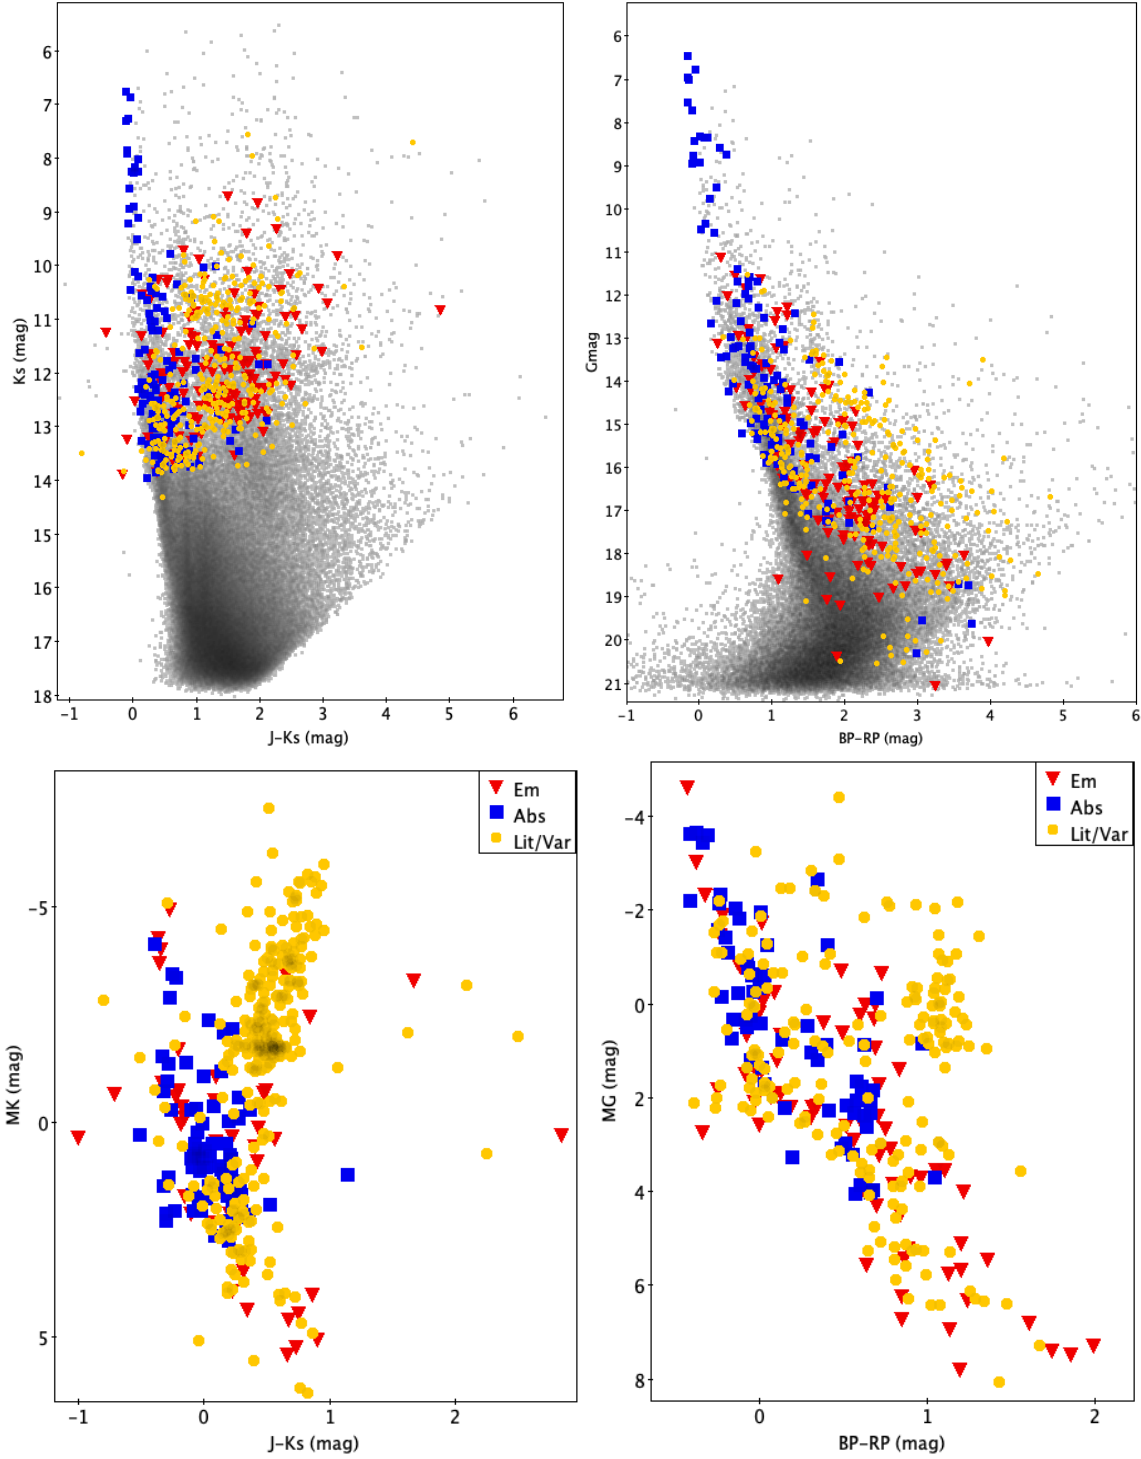 6
7
8
9
10
11
12
13
14
15
16
17
18
Ks (mag)
-1 0 1 2 3 4 5 6
J-Ks (mag)
6
7
8
9
10
11
12
13
14
15
16
17
18
19
20
21
Gmag
-1 0 1 2 3 4 5 6
BP-RP (mag)
Em
Abs
Lit/Var
-5
0
5
MK (mag)
-1 0 1 2
J-Ks (mag)
Em
Abs
Lit/Var
-4
-2
0
2
4
6
8
MG (mag)
0 1 2
BP-RP (mag)